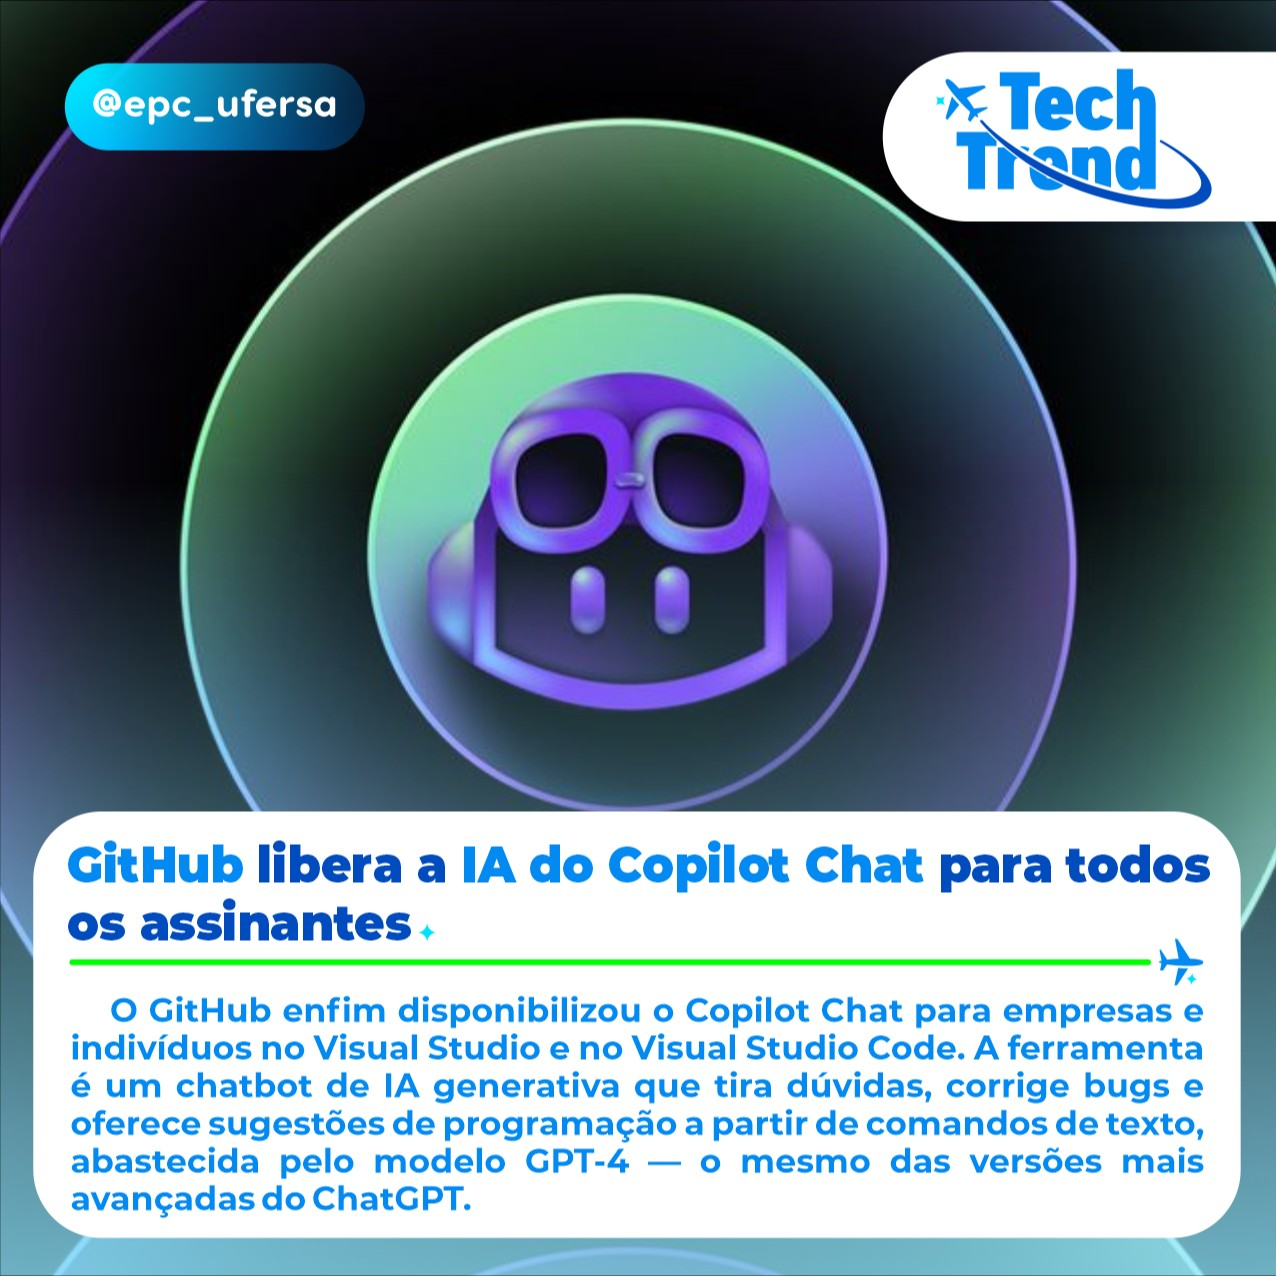 @epc_ufersa
Tech
Trend
GitHub libera a IA do Copilot Chat para todos
os assinantes
O GitHub enfim disponibilizou o Copilot Chat para empresas e
indivíduos no Visual Studio e no Visual Studio Code. A ferramenta
é um chatbot de IA generativa que tira dúvidas, corrige bugs e
oferece sugestões de programação a partir de comandos de texto,
abastecida pelo modelo GPT-4 — o mesmo das versões mais
avançadas do ChatGPT.